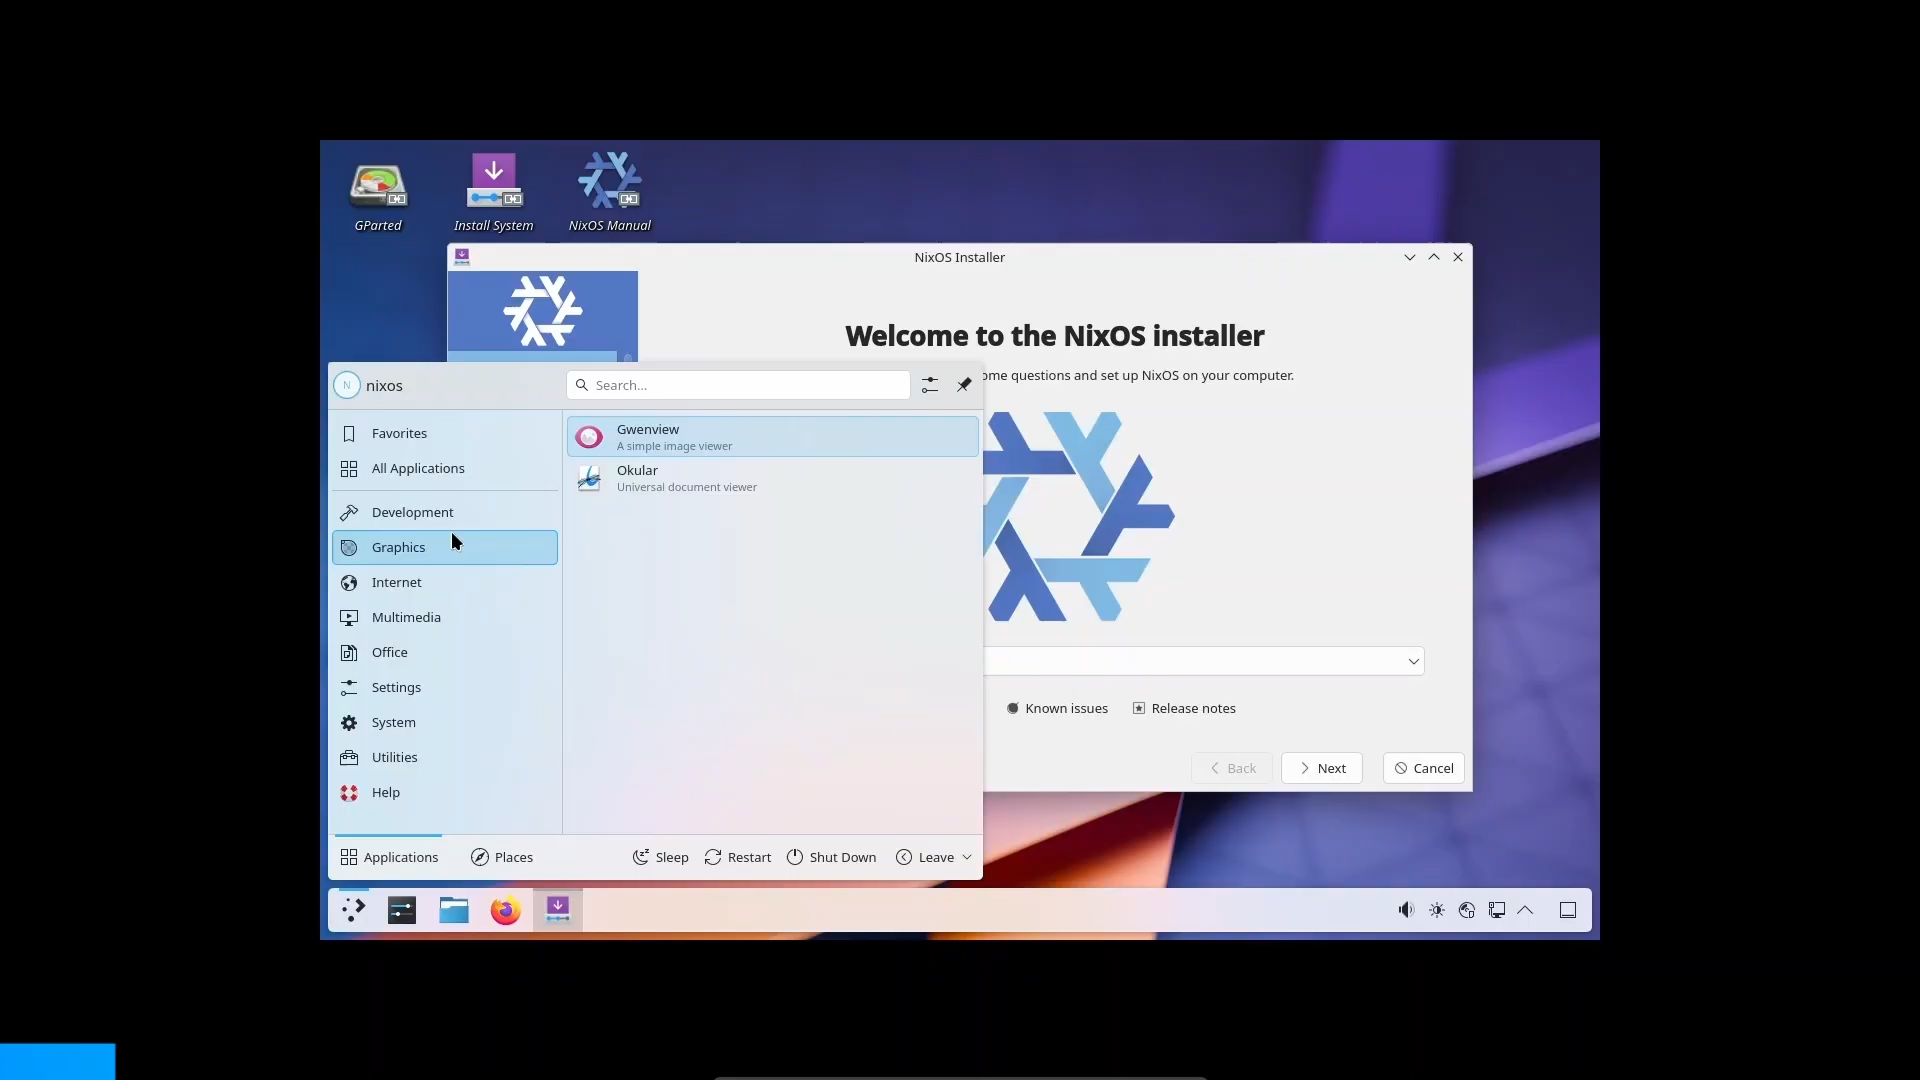 GParted
Install System
NixOS Manual
NixOS Installer
Welcome to the NixOS installer
ome questions and set up NixOS on your computer.
N
nixos
Search...
Favorites
All Applications
Development
Graphics
Internet
Multimedia
Office
Settings
System
Utilities
Help
Gwenview
A simple image viewer
Okular
Universal document viewer
Known issues
Release notes
Back
Next
Cancel
Applications
Places
Sleep
Restart
Shut Down
Leave